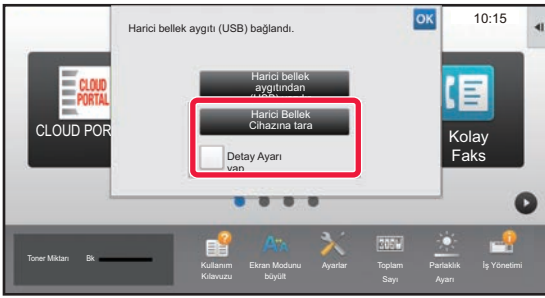 Harici bellek aygıtı (USB) bağlandı.
OK
10:15
Harici bellek
aygıtından
Harici Bellek
Cihazına tara
Detay Ayarı
yap
CLOUD
PORTAL
CLOUD POR
Kolay
Faks
Toner Miktarı
Bk
Kullanım
Kılavuzu
Ekran Modunu
büyült
Ayarlar
Toplam
Sayı
Parlaklık
Ayarı
İş Yönetimi